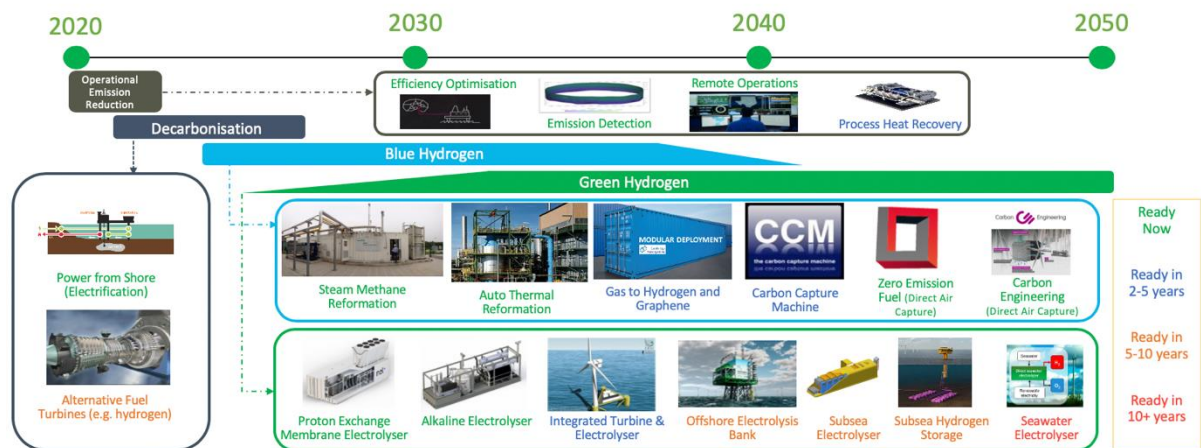 2020
2030
2040
2050
Operational
Emission
Reduction
Efficiency Optimisation
Emission Detection
Remote Operations
Process Heat Recovery
Decarbonisation
Blue Hydrogen
Green Hydrogen
Power from Shore
(Electrification)
Alternative Fuel
Turbines (e.g. hydrogen)
Steam Methane
Reformation
Auto Thermal
Reformation
MODULAR DEPLOYMENT
Gas to Hydrogen and
Graphene
CCM
the carbon capture machine
Carbon Capture
Machine
Zero Emission
Fuel (Direct Air
Capture)
Carbon Engineering
Carbon
Engineering
(Direct Air Capture)
Proton Exchange
Membrane Electrolyser
Alkaline Electrolyser
Integrated Turbine &
Electrolyser
Offshore Electrolysis
Bank
Subsea
Electrolyser
Subsea Hydrogen
Storage
Seawater
Seawater
Electrolyser
Ready
Now
Ready in
2-5 years
Ready in
5-10 years
Ready in
10+ years